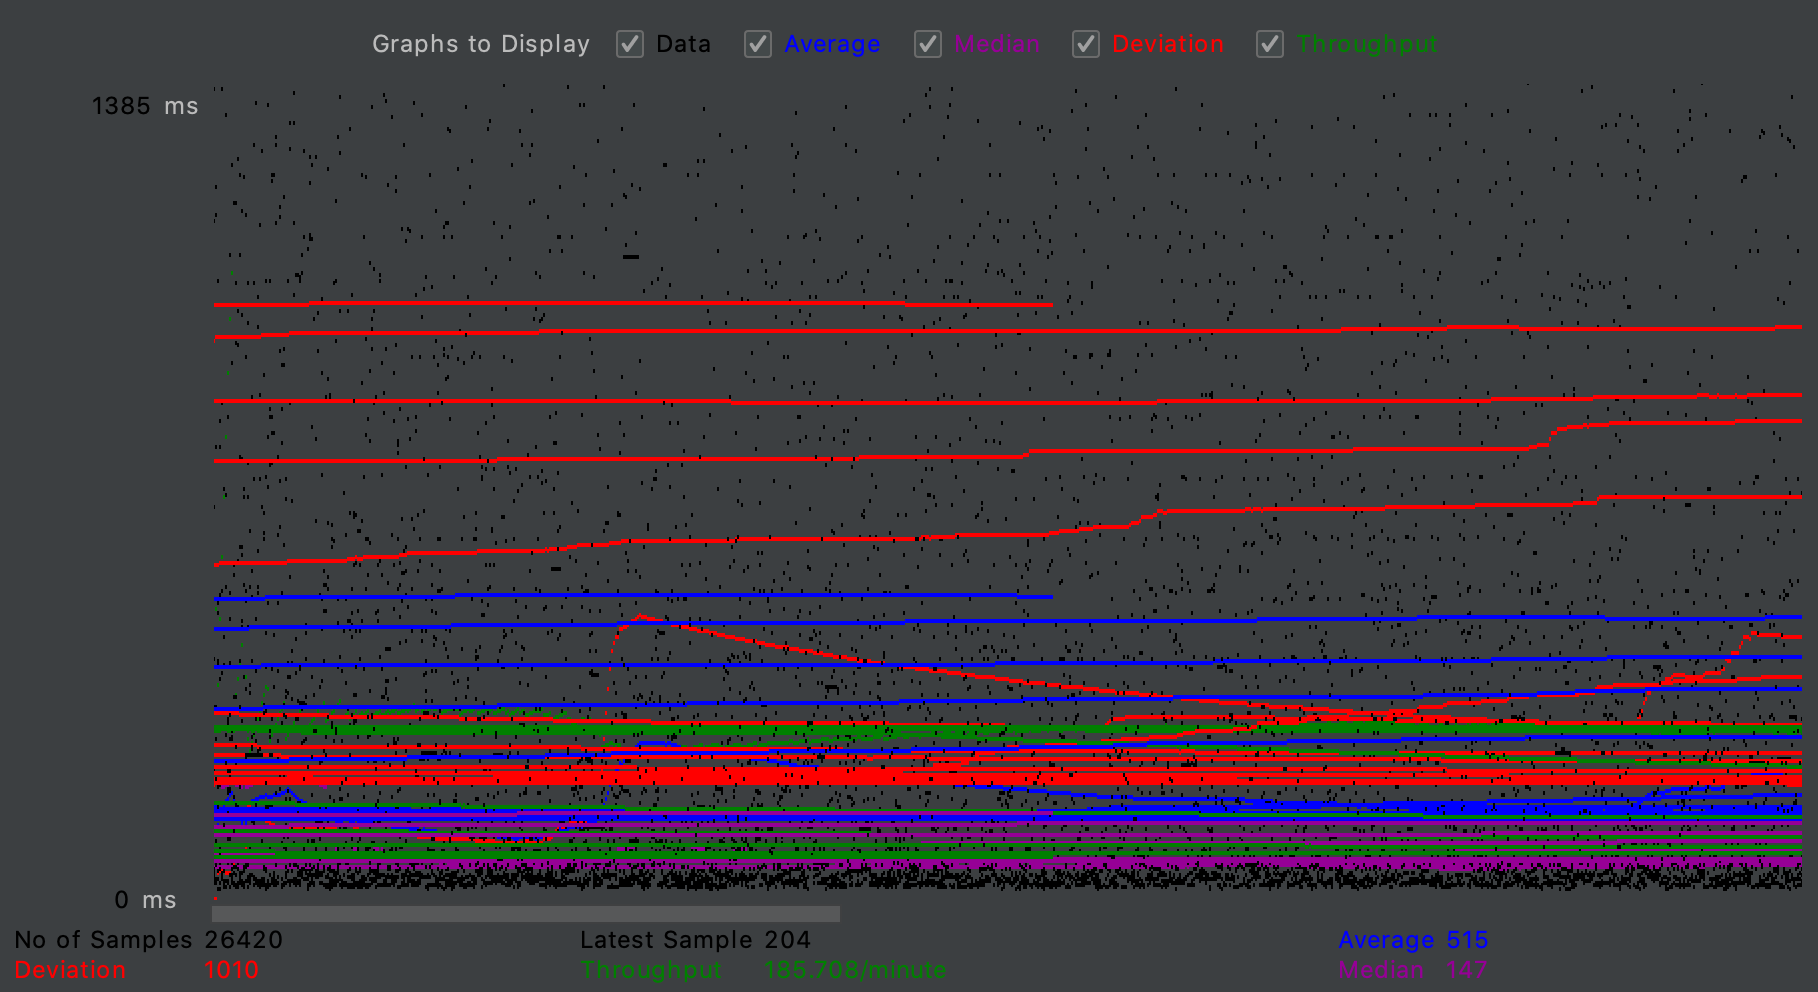 Graphs to Display Data Average Median Deviation Throughput
1385 ms
0 ms
No of Samples 26420 Latest Sample 204 Average 515
Deviation 1010 Throughput 185.708/minute Median 147